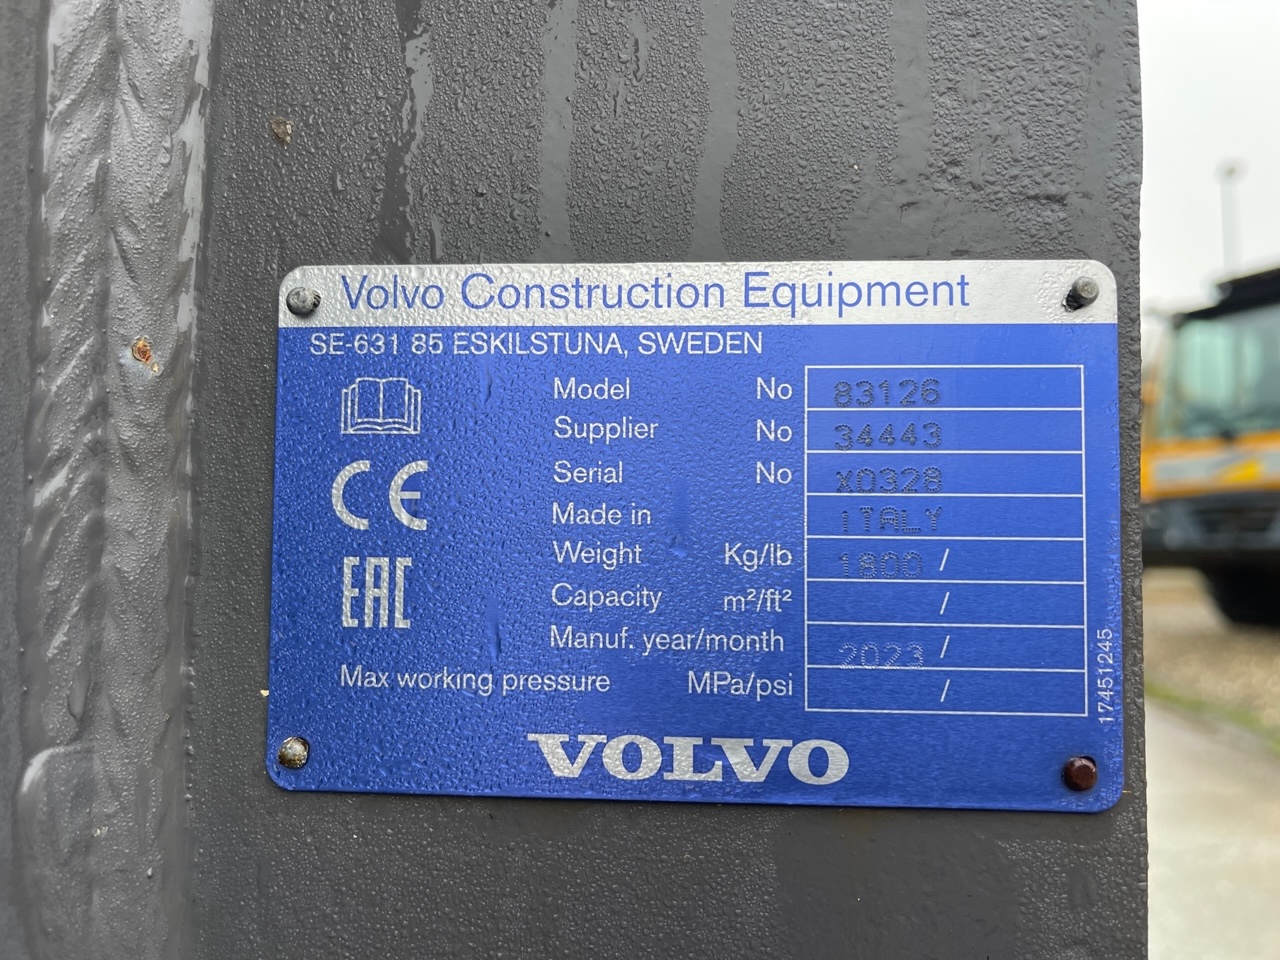 Volvo Construction Equipment
SE-631 85 ESKILSTUNA, SWEDEN
Model No 83126
Supplier No 34443
Serial No X0328
Made in ITALY
Weight Kg/lb 1800 /
Capacity m²/ft² /
Manuf. year/month 2023 /
Max working pressure MPa/psi /
CE
EAC
17451245
VOLVO